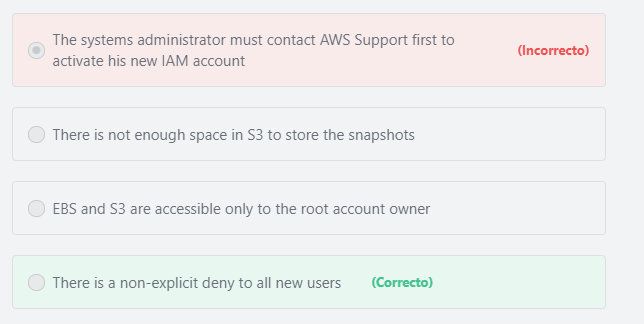 The systems administrator must contact AWS Support first to
activate his new IAM account
(Incorrecto)
There is not enough space in S3 to store the snapshots
EBS and S3 are accessible only to the root account owner
There is a non-explicit deny to all new users (Correcto)